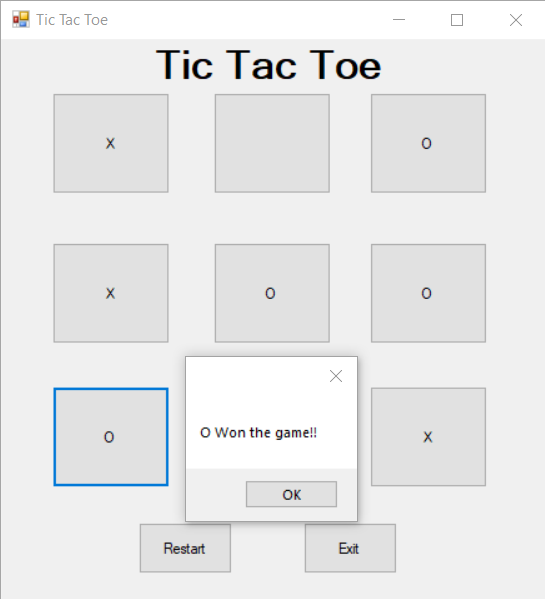 Tic Tac Toe
Tic Tac Toe
X O
X O O
O X
O Won the game!!
OK
Restart Exit